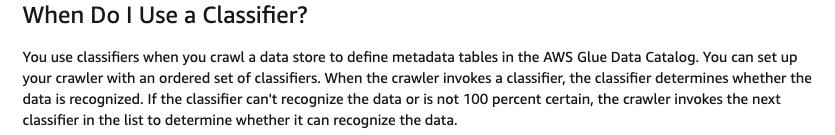 When Do I Use a Classifier?
You use classifiers when you crawl a data store to define metadata tables in the AWS Glue Data Catalog. You can set up
your crawler with an ordered set of classifiers. When the crawler invokes a classifier, the classifier determines whether the
data is recognized. If the classifier can't recognize the data or is not 100 percent certain, the crawler invokes the next
classifier in the list to determine whether it can recognize the data.